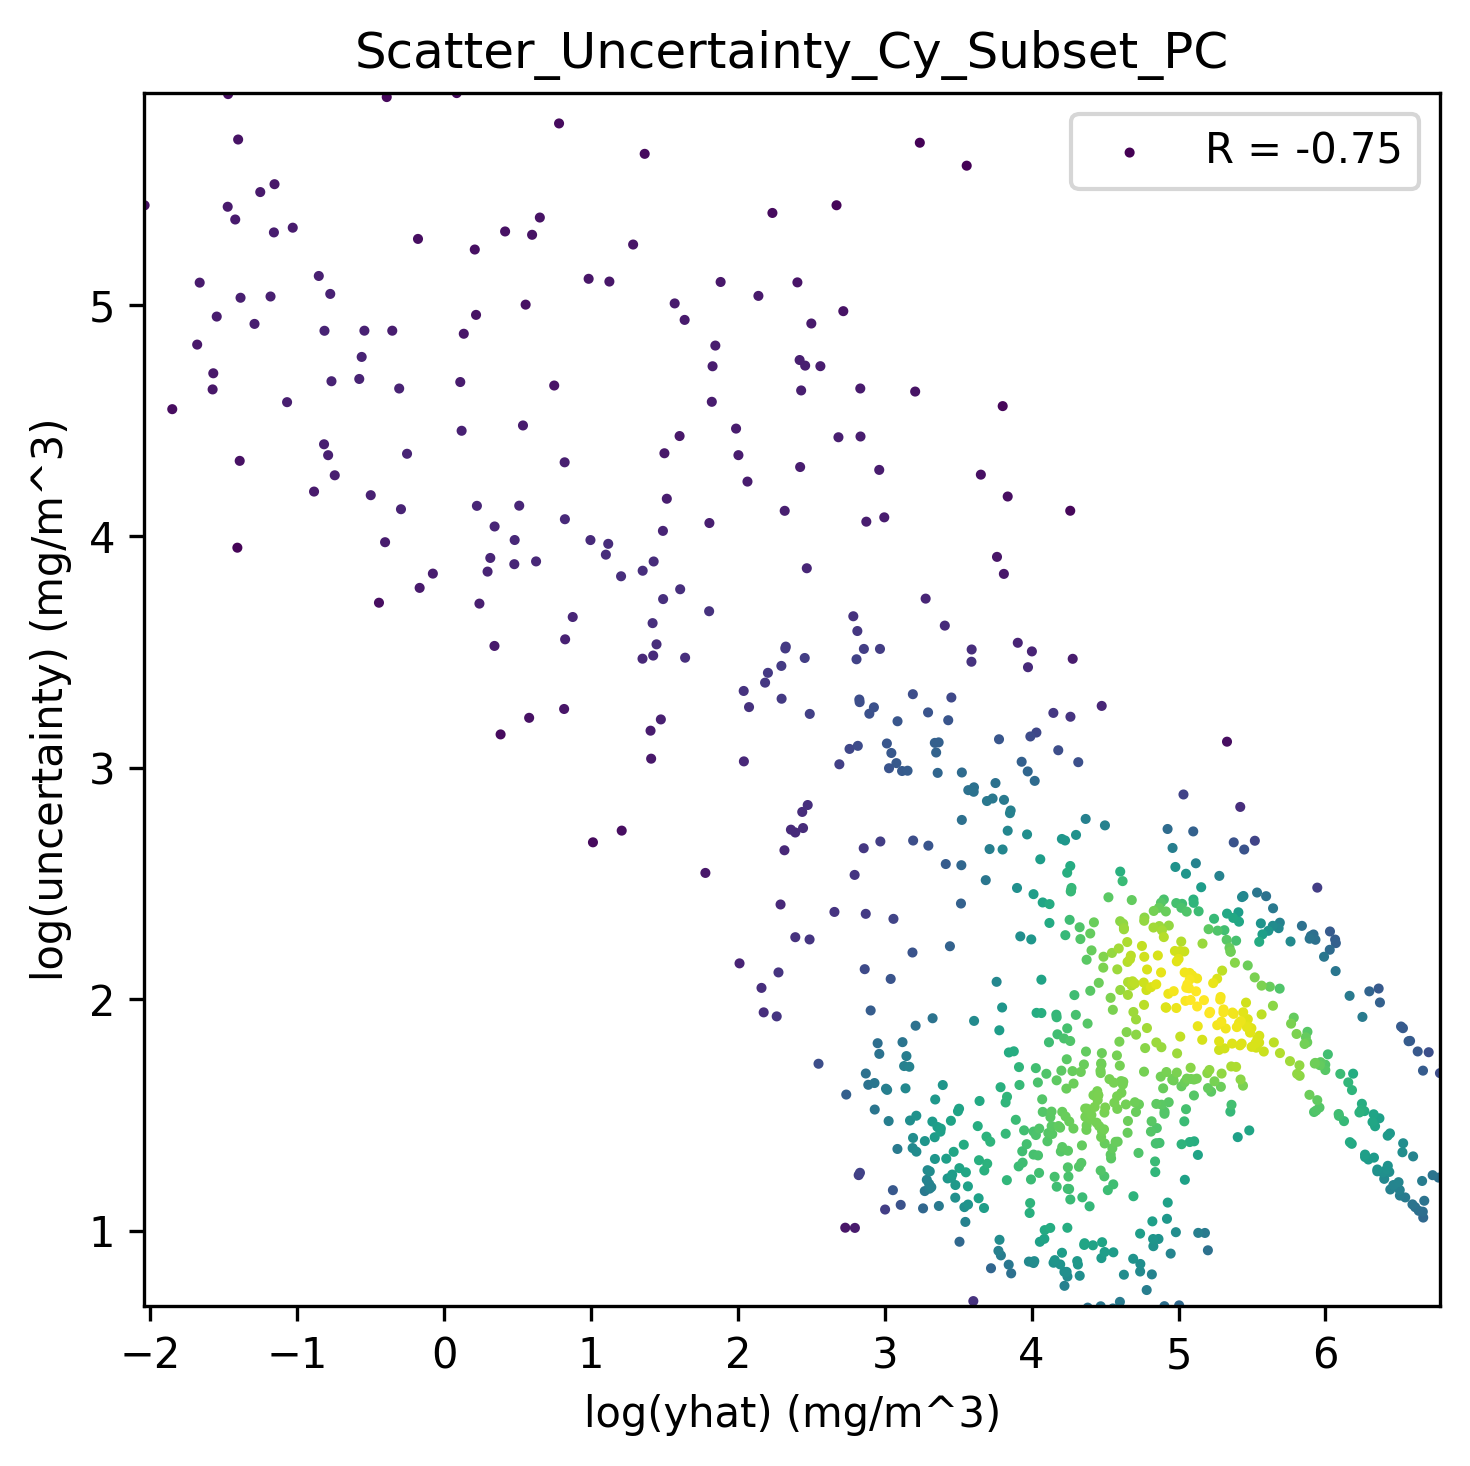 Scatter_Uncertainty_Cy_Subset_PC
R = -0.75
log(uncertainty) (mg/m^3)
5
4
3
2
1
−2 −1 0 1 2 3 4 5 6
log(yhat) (mg/m^3)